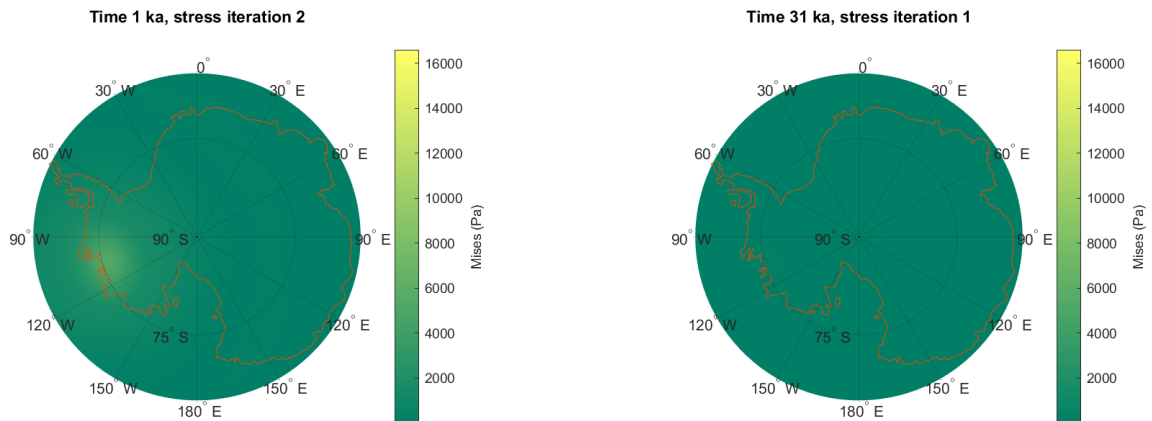 Time 1 ka, stress iteration 2
0° 
30° E
60° E
90° E
120° E
150° E
180° E
150° W
120° W
90° W
60° W
30° W
90° S
75° S
16000
14000
12000
10000
8000
6000
4000
2000
Mises (Pa)
Time 31 ka, stress iteration 1
0°
30° E
60° E
90° E
120° E
150° E
180° E
150° W
120° W
90° W
60° W
30° W
90° S
75° S
16000
14000
12000
10000
8000
6000
4000
2000
Mises (Pa)